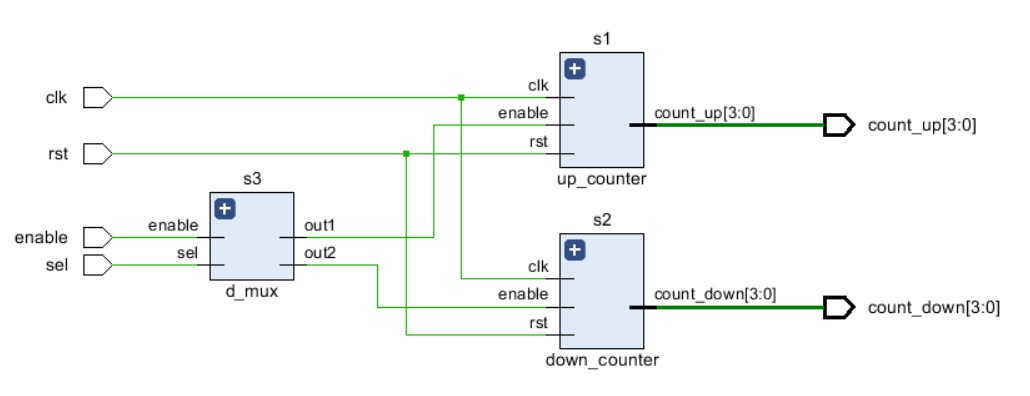 s1
clk
clk
enable
count_up[3:0]
count_up[3:0]
rst
rst
up_counter
s3
s2
enable
enable
out1
sel
sel
out2
d_mux
clk
enable
count_down[3:0]
count_down[3:0]
rst
down_counter